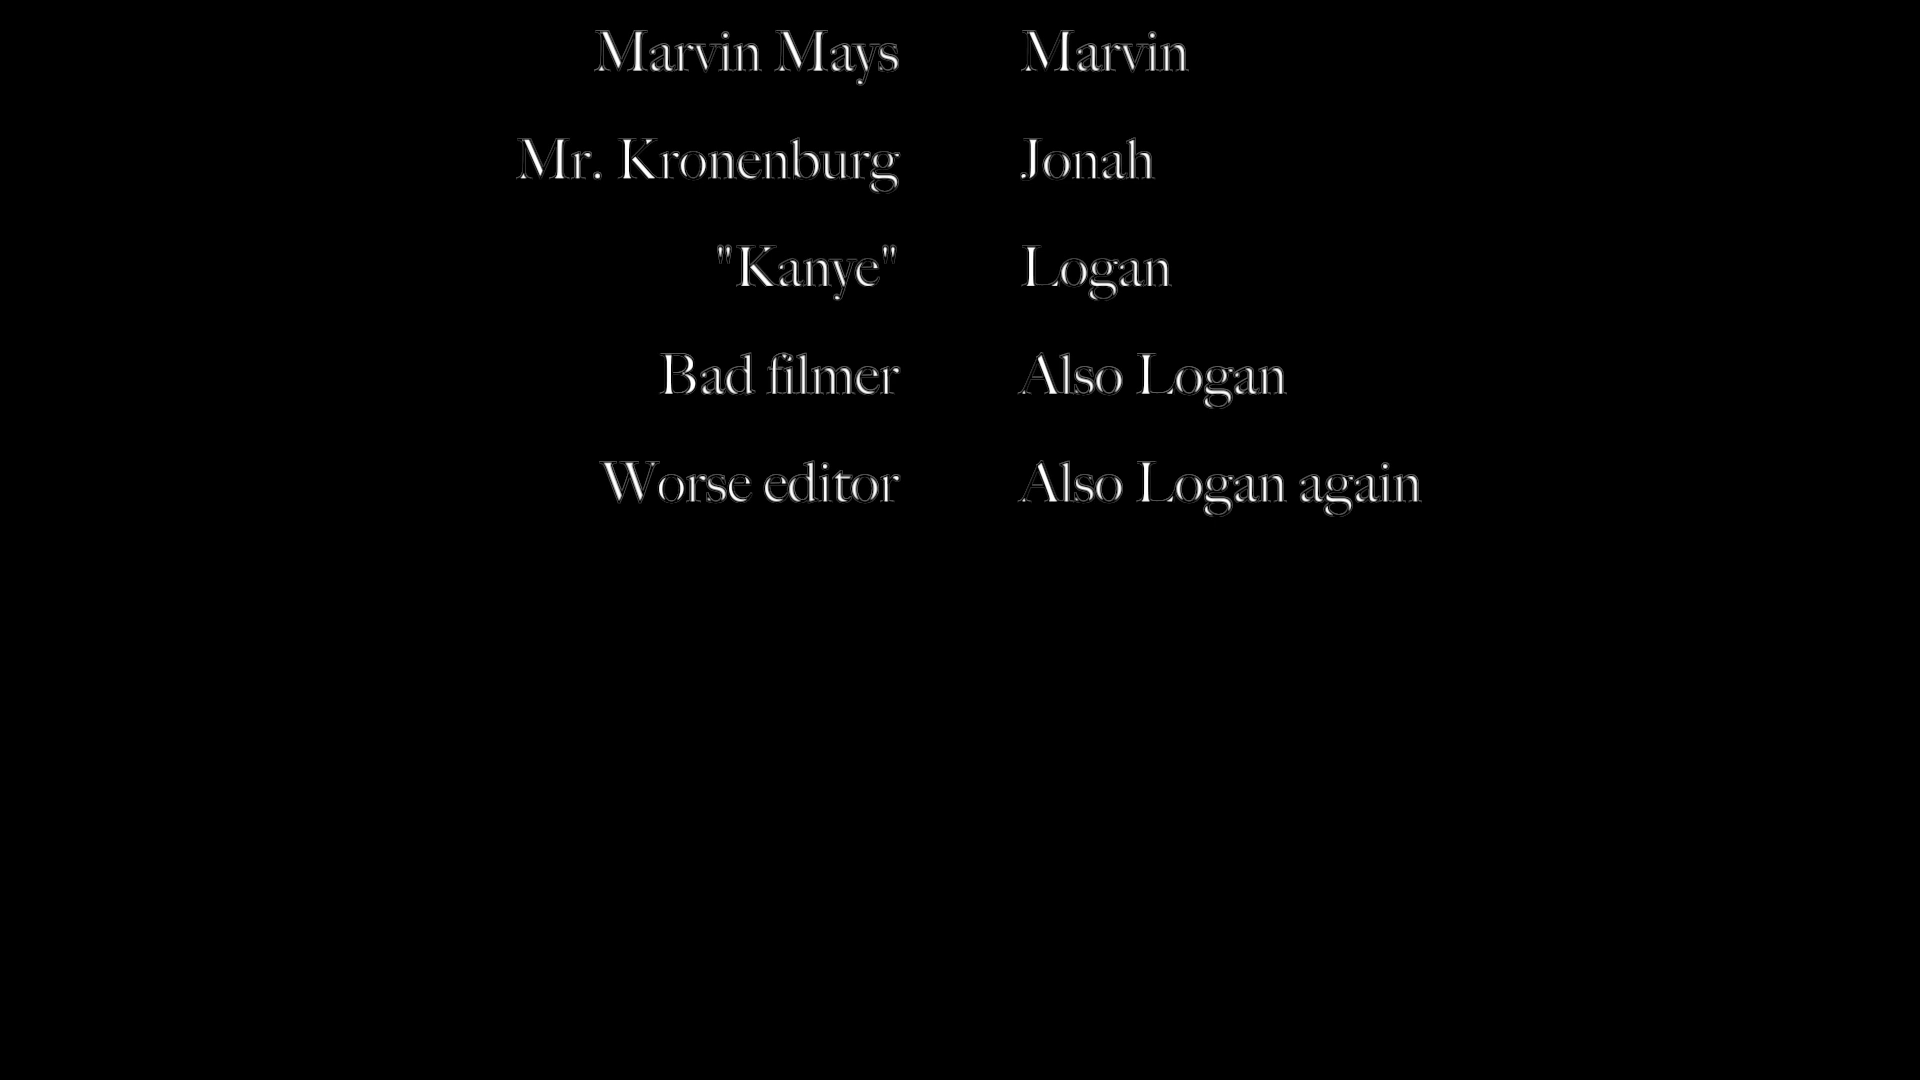 Marvin Mays Marvin
Mr. Kronenburg Jonah
"Kanye" Logan
Bad filmer Also Logan
Worse editor Also Logan again